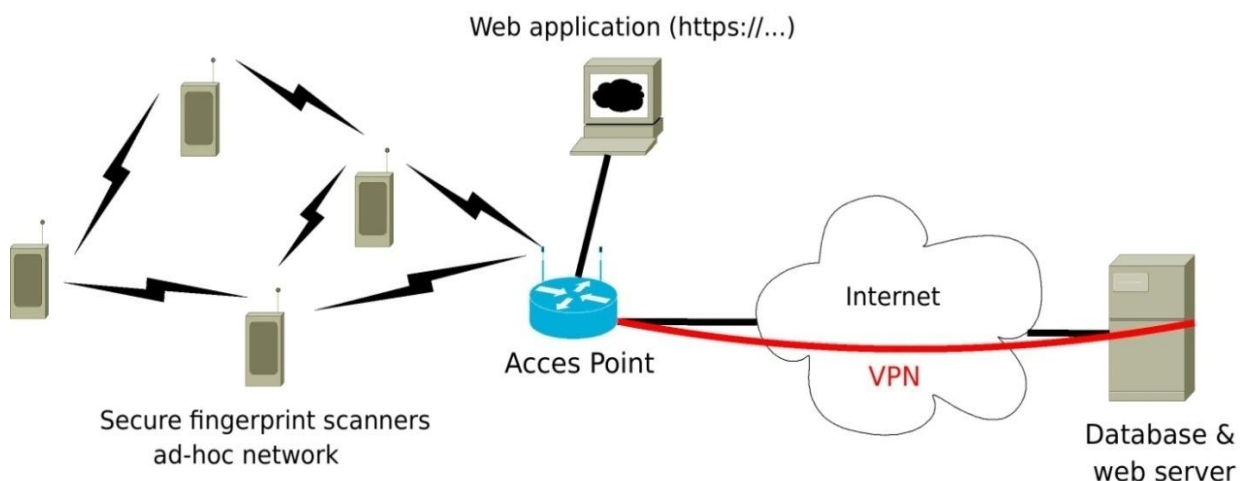 Web application (https://...)
Internet
Acces Point
VPN
Secure fingerprint scanners
ad-hoc network
Database &
web server